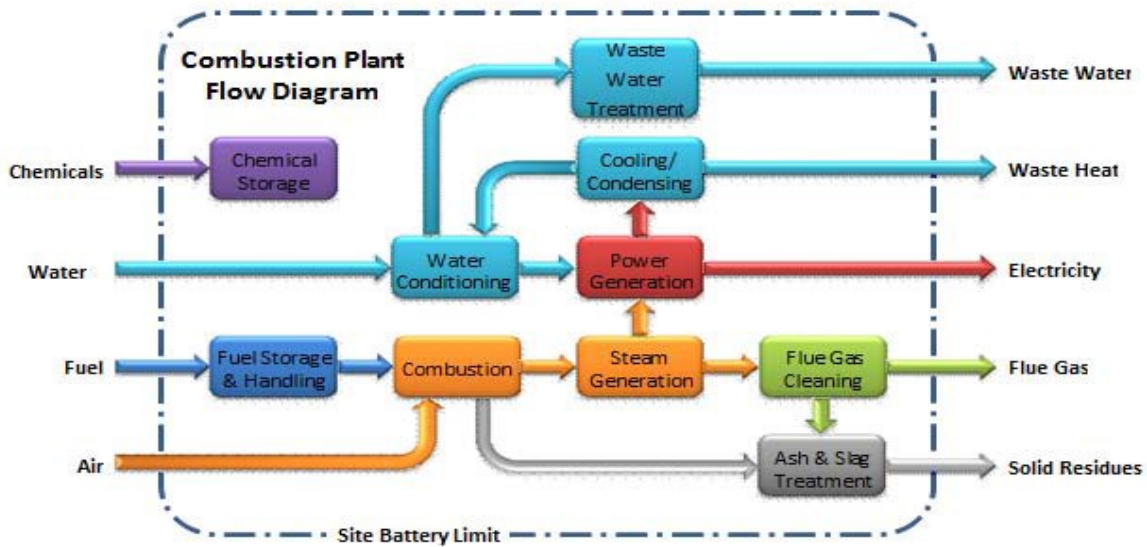 Combustion Plant
Flow Diagram
Waste
Water
Treatment
Waste Water
Chemicals
Chemical
Storage
Cooling/
Condensing
Waste Heat
Water
Water
Conditioning
Power
Generation
Electricity
Fuel
Fuel Storage
& Handling
Combustion
Steam
Generation
Flue Gas
Cleaning
Flue Gas
Air
Ash & Slag
Treatment
Solid Residues
Site Battery Limit